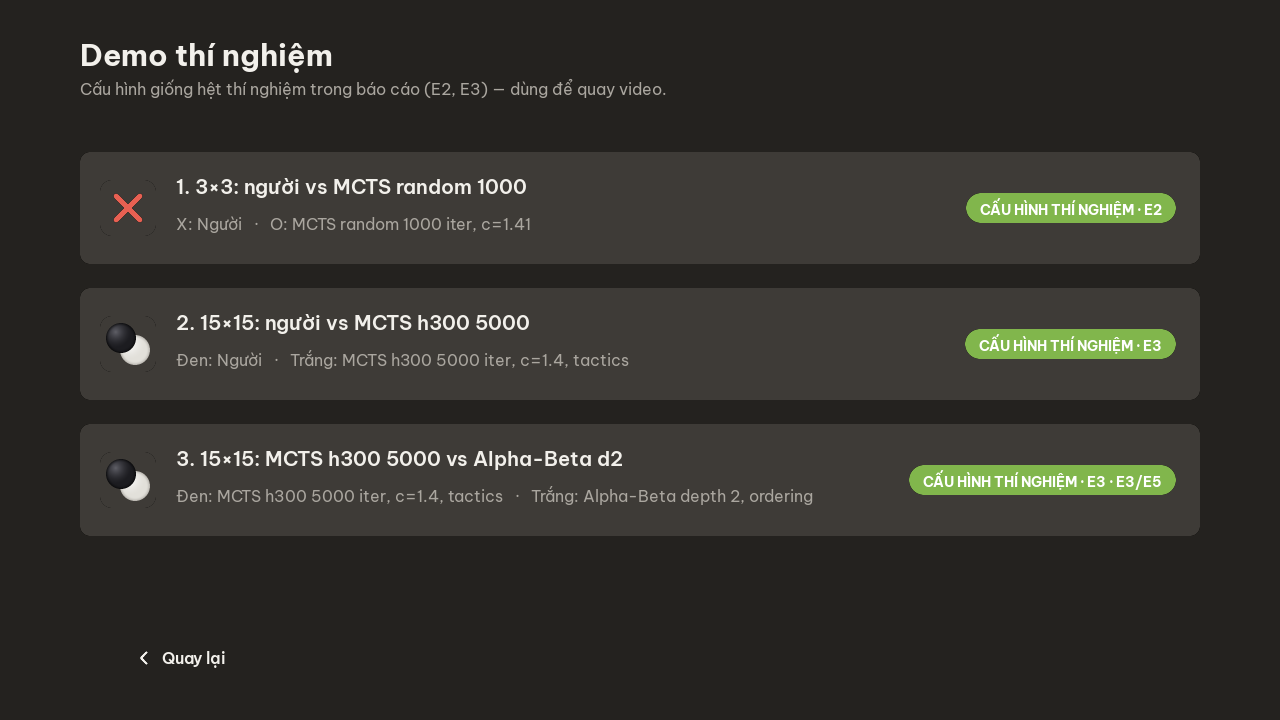 Demo thí nghiệm
Cấu hình giống hệt thí nghiệm trong báo cáo (E2, E3) — dùng để quay video.
1. 3×3: người vs MCTS random 1000
X: Người · O: MCTS random 1000 iter, c=1.41
CẤU HÌNH THÍ NGHIỆM · E2
2. 15×15: người vs MCTS h300 5000
Đen: Người · Trắng: MCTS h300 5000 iter, c=1.4, tactics
CẤU HÌNH THÍ NGHIỆM · E3
3. 15×15: MCTS h300 5000 vs Alpha-Beta d2
Đen: MCTS h300 5000 iter, c=1.4, tactics · Trắng: Alpha-Beta depth 2, ordering
CẤU HÌNH THÍ NGHIỆM · E3 · E3/E5
Quay lại